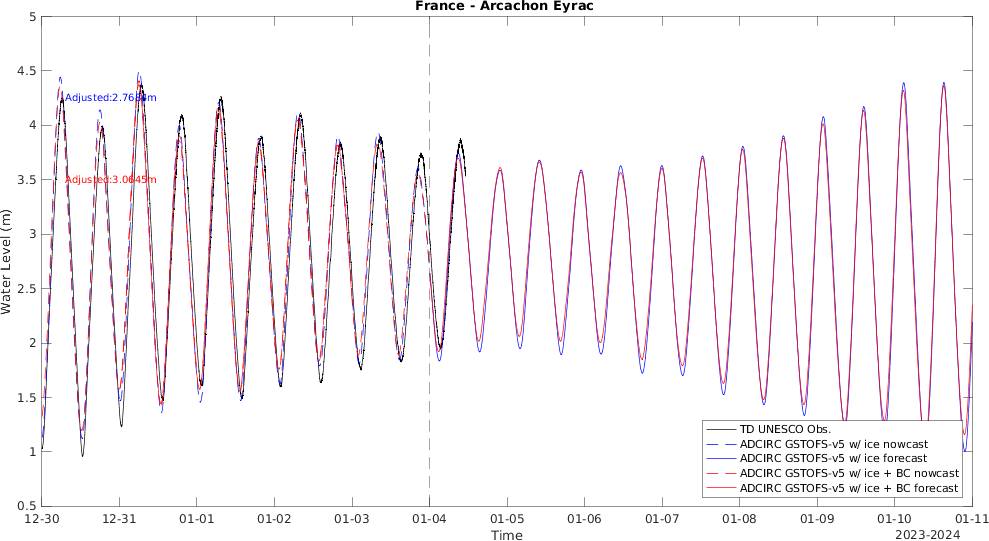 France - Arcachon Eyrac
5
4.5
4
3.5
3
2.5
2
1.5
1
0.5
Water Level (m)
Adjusted:3.0645m
12-30 12-31 01-01 01-02 01-03 01-04 01-05 01-06 01-07 01-08 01-09 01-10 01-11
Time
2023-2024
TD UNESCO Obs.
ADCIRC GSTOFS-v5 w/ ice nowcast
ADCIRC GSTOFS-v5 w/ ice forecast
ADCIRC GSTOFS-v5 w/ ice + BC nowcast
ADCIRC GSTOFS-v5 w/ ice + BC forecast